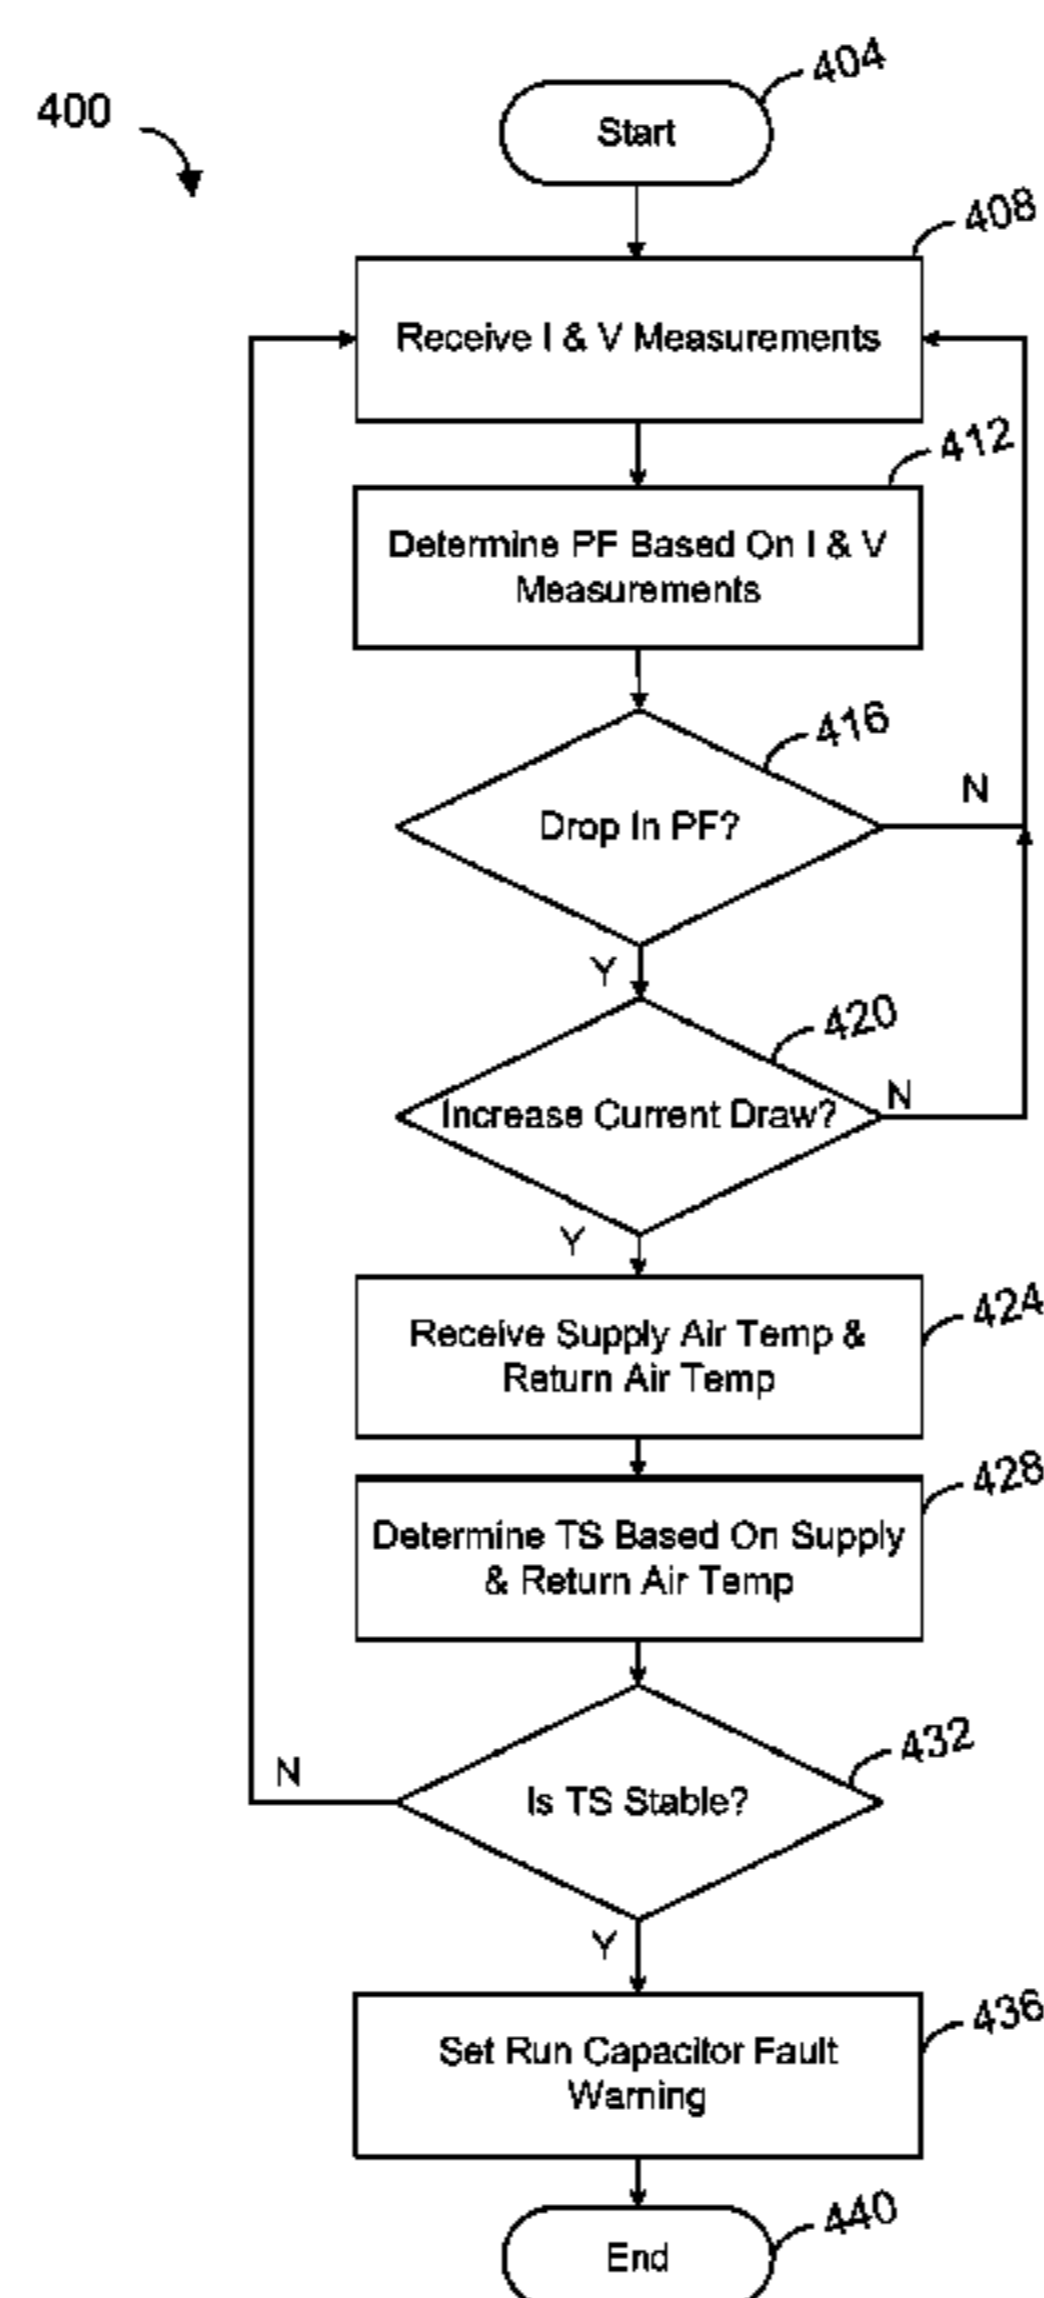 400
404
Start
408
Receive I & V Measurements
412
Determine PF Based On I & V
Measurements
416
Drop In PF?
N
Y
420
Increase Current Draw?
N
Y
424
Receive Supply Air Temp &
Return Air Temp
428
Determine TS Based On Supply
& Return Air Temp
432
Is TS Stable?
N
Y
436
Set Run Capacitor Fault
Warning
440
End